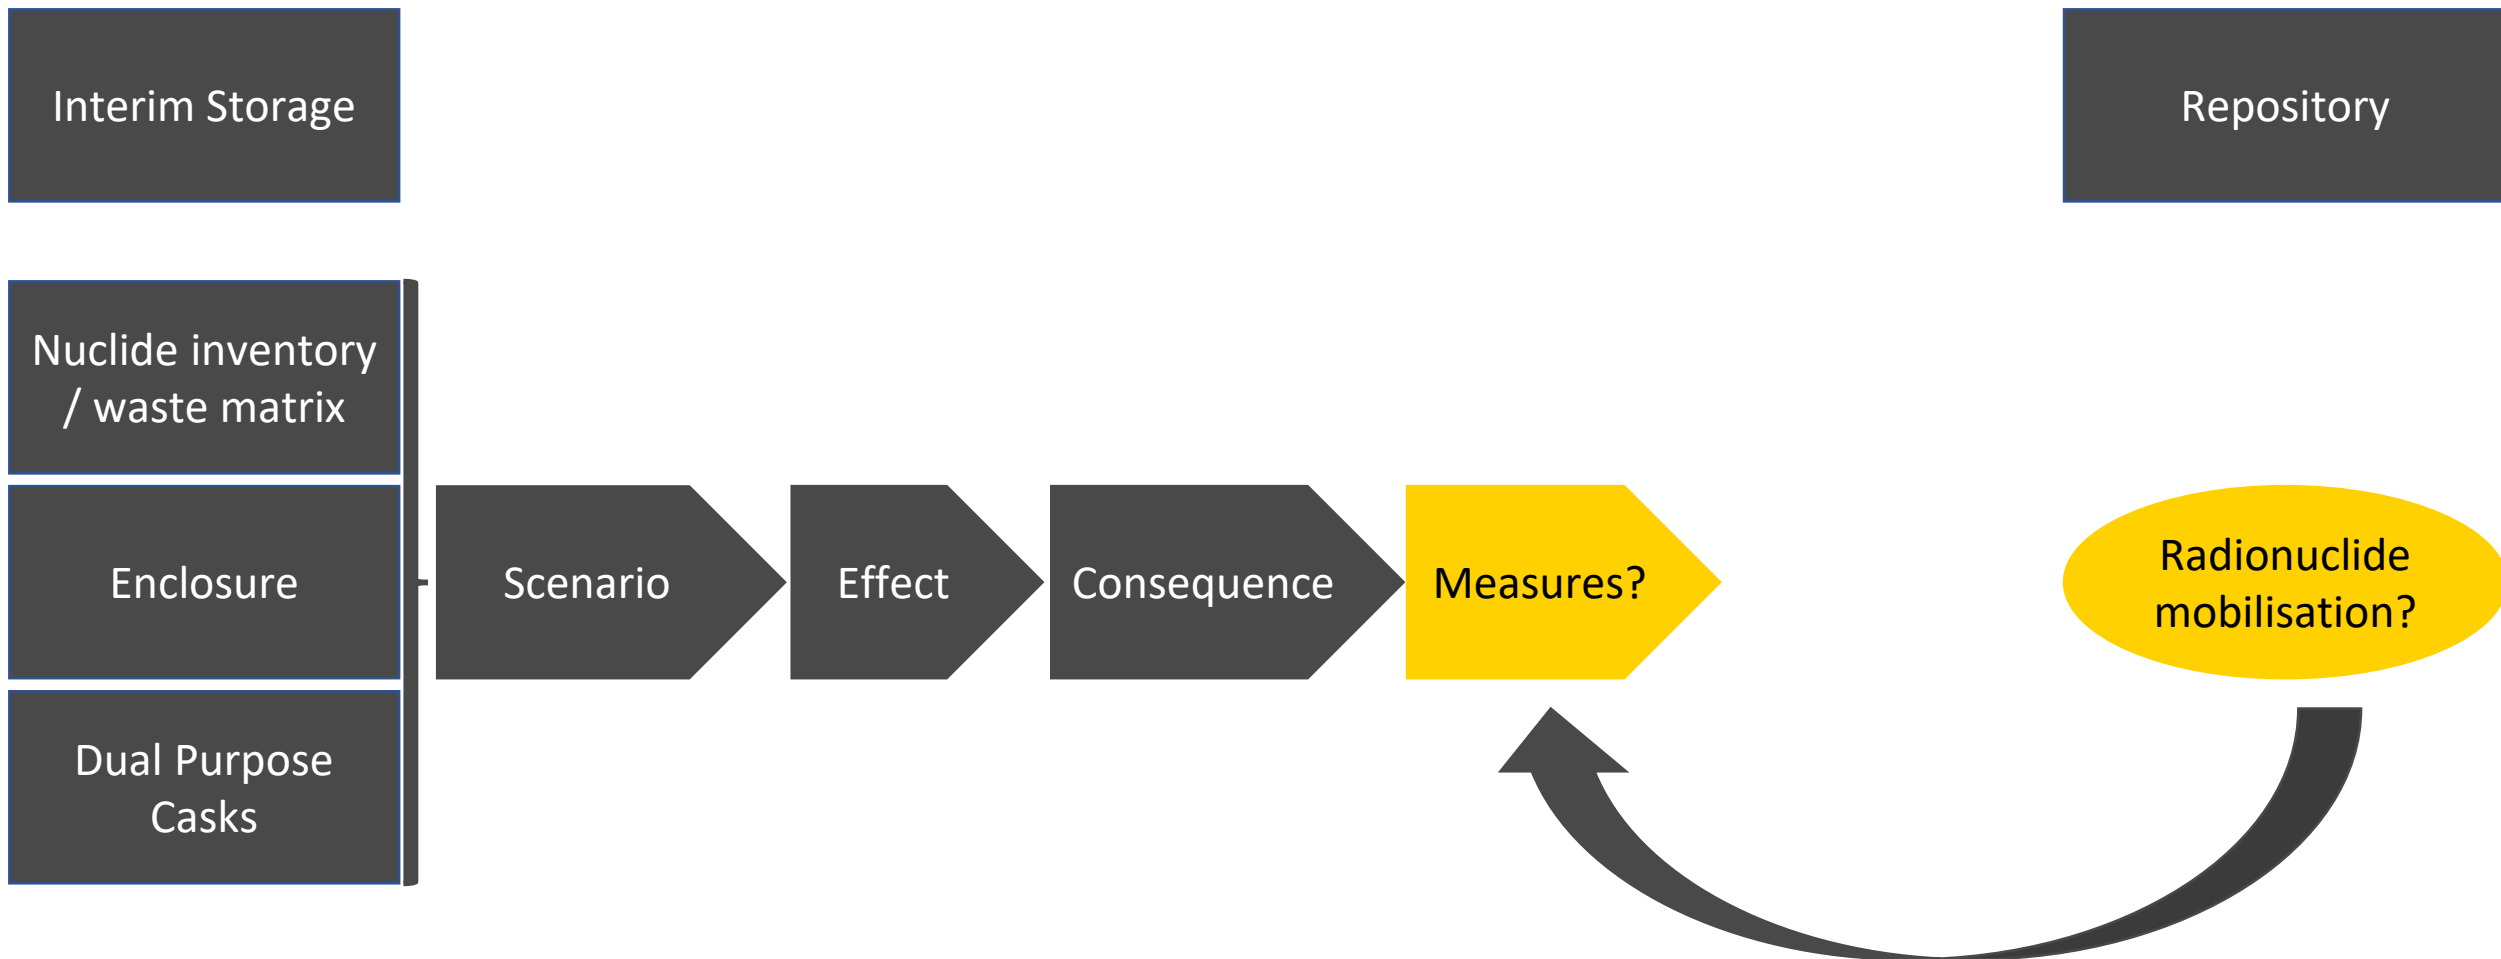 Interim Storage
Repository
Nuclide inventory
/ waste matrix
Enclosure
Dual Purpose
Casks
Scenario
Effect
Consequence
Measures?
Radionuclide
mobilisation?